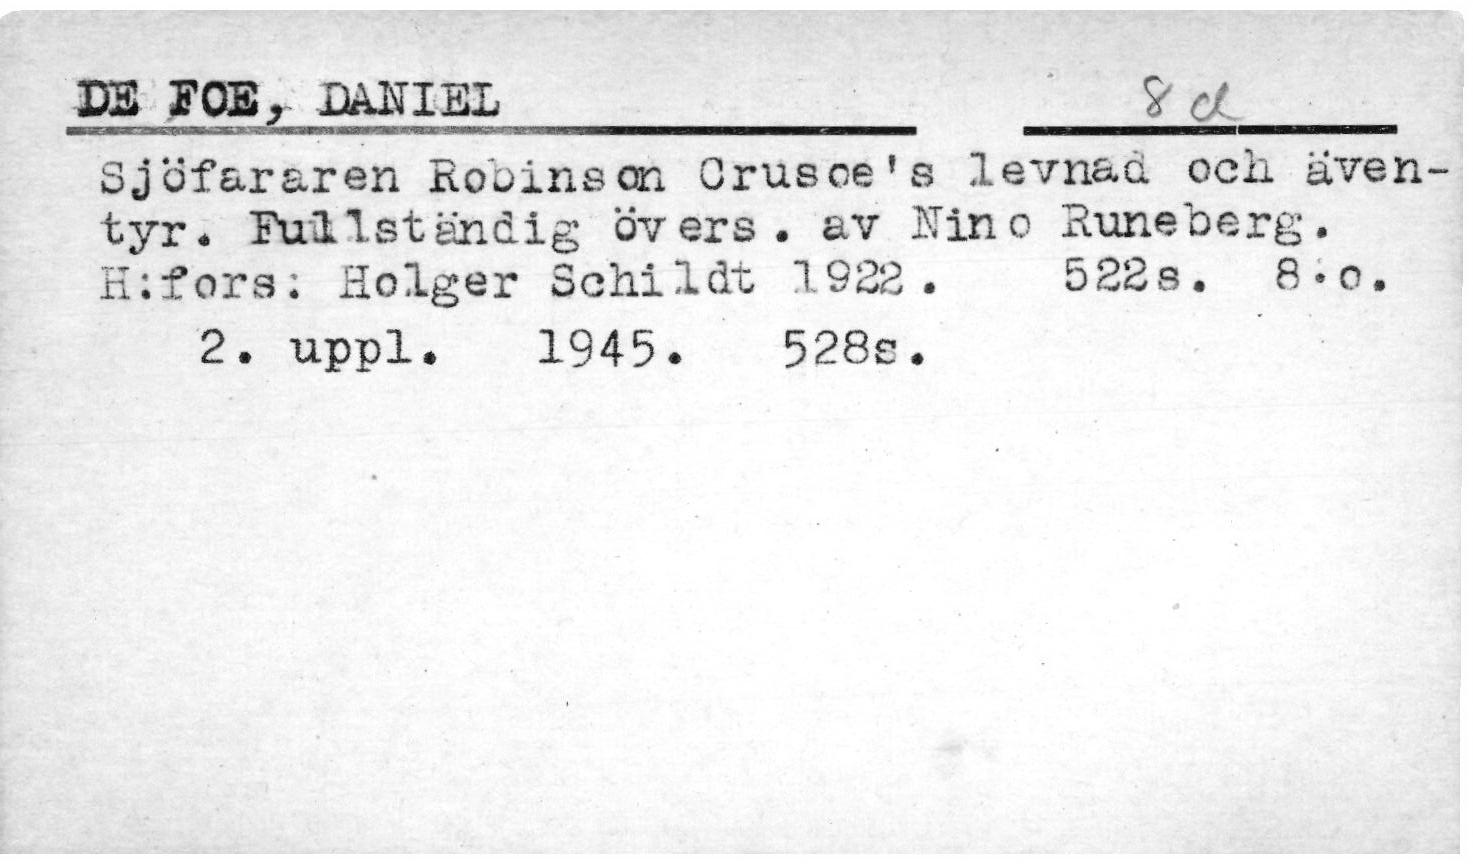 DE FOE, DANIEL 8d
Sjöfararen Robinson Crusoe's levnad och även-
tyr. Fullständig övers. av Nino Runeberg.
H:fors: Holger Schildt 1922. 522s. 8:o.
2. uppl. 1945. 528s.